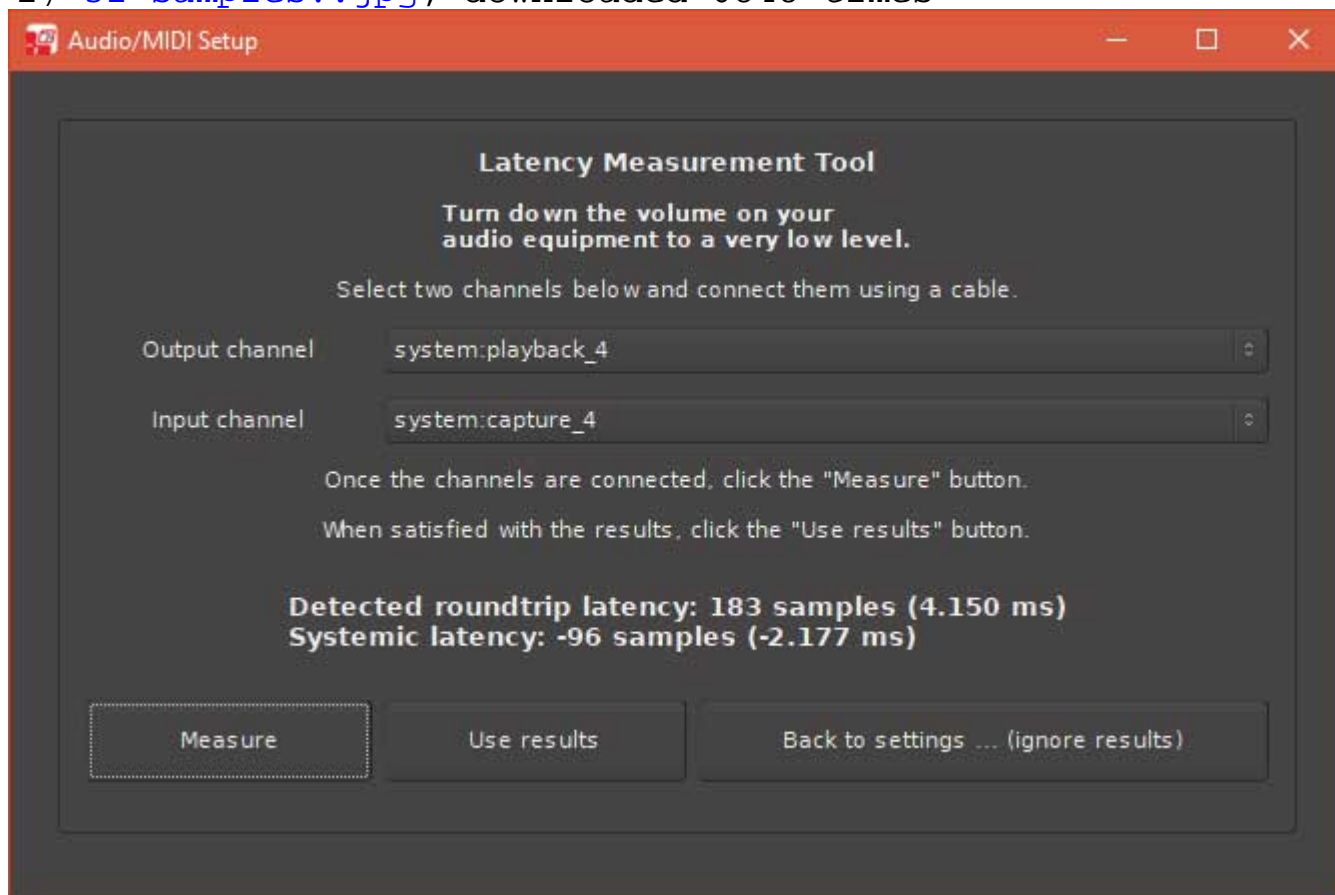 Audio/MIDI Setup
Latency Measurement Tool
Turn down the volume on your
audio equipment to a very low level.
Select two channels below and connect them using a cable.
Output channel system:playback_4
Input channel system:capture_4
Once the channels are connected, click the "Measure" button.
When satisfied with the results, click the "Use results" button.
Detected roundtrip latency: 183 samples (4.150 ms)
Systemic latency: -96 samples (-2.177 ms)
Measure Use results Back to settings ... (ignore results)